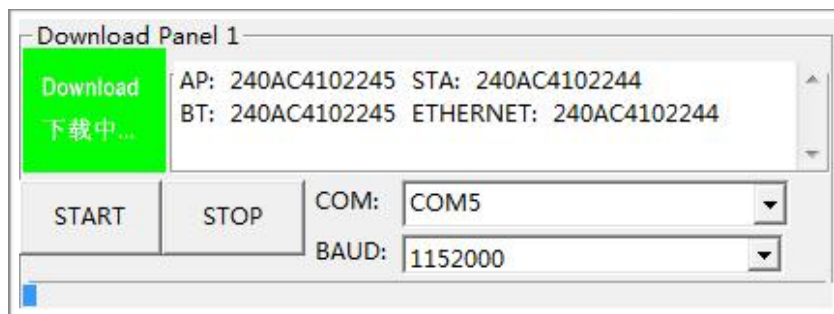 Download Panel 1
Download
下载中...
AP: 240AC4102245 STA: 240AC4102244
BT: 240AC4102245 ETHERNET: 240AC4102244
START
STOP
COM: COM5
BAUD: 1152000